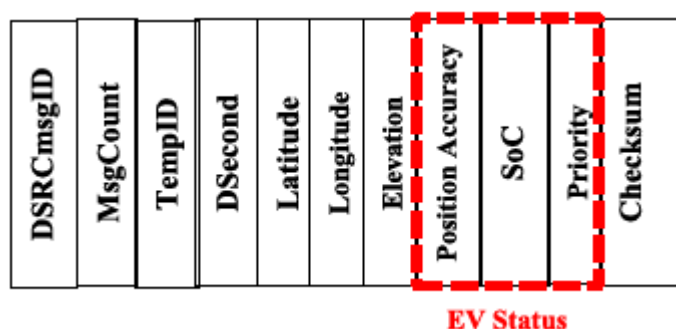 DSRCmsgID
MsgCount
TempID
DSecond
Latitude
Longitude
Elevation
Position Accuracy
SoC
Priority
Checksum
EV Status